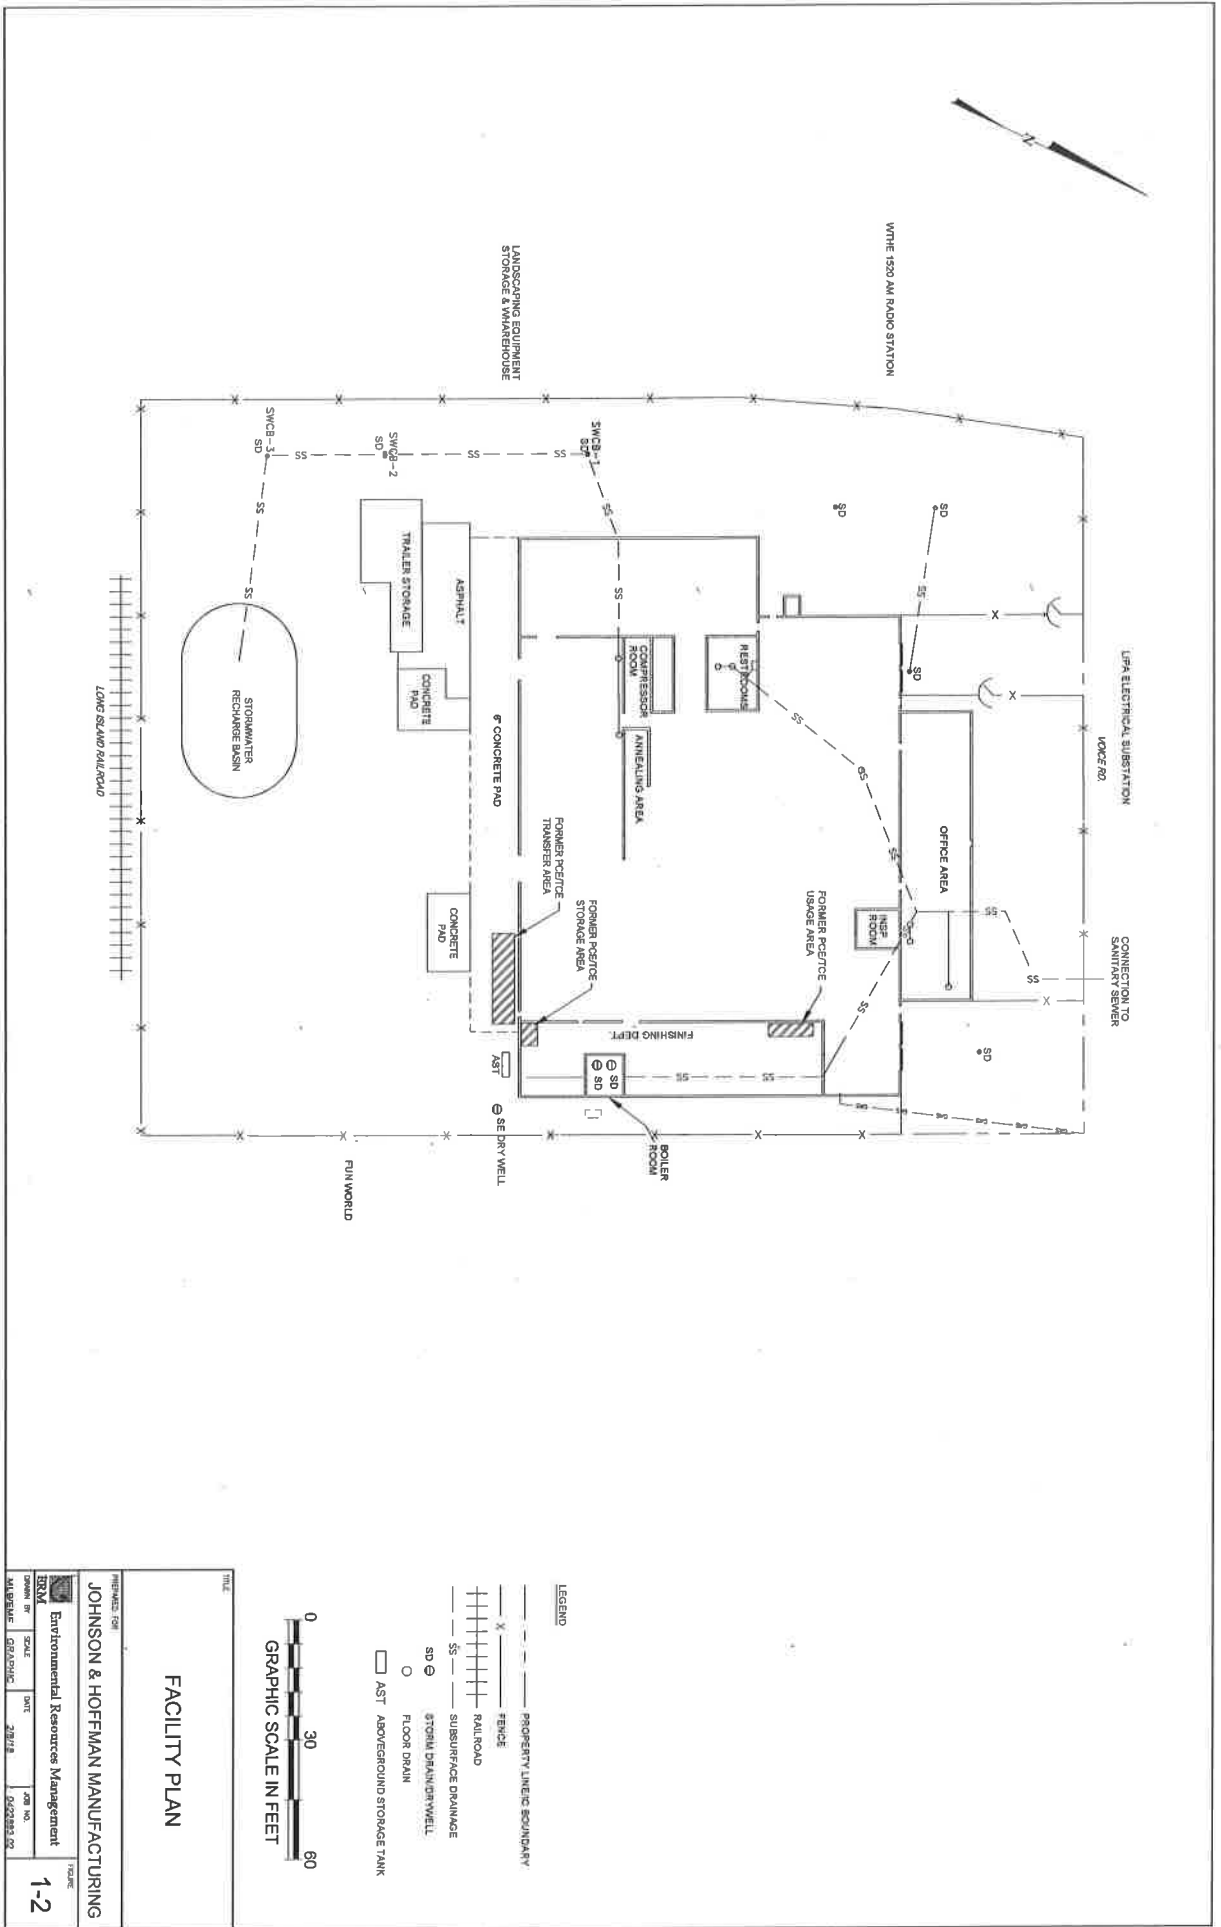 LIPA ELECTRICAL SUBSTATION
VOICE RD.
CONNECTION TO
SANITARY SEWER
WTHE 1520 AM RADIO STATION
LANDSCAPING EQUIPMENT
STORAGE & WHAREHOUSE
N
X
SS
SD
SD
SD
SD
OFFICE AREA
INSP
ROOM
RESTROOMS
COMPRESSOR
ROOM
ANNEALING AREA
FORMER PCE/TCE
USAGE AREA
FORMER PCE/TCE
STORAGE AREA
FORMER PCE/TCE
TRANSFER AREA
FINISHING DEPT.
SD
SD
BOILER
ROOM
AST
SE DRY WELL
6" CONCRETE PAD
ASPHALT
TRAILER STORAGE
CONCRETE
PAD
CONCRETE
PAD
SWCB-1
SD
SWCB-2
SD
SWCB-3
SD
STORMWATER
RECHARGE BASIN
LONG ISLAND RAILROAD
FUN WORLD
LEGEND
PROPERTY LINE/IC BOUNDARY
X FENCE
RAILROAD
SS SUBSURFACE DRAINAGE
SD STORM DRAIN/DRYWELL
FLOOR DRAIN
AST ABOVEGROUND STORAGE TANK
0 30 60
GRAPHIC SCALE IN FEET
TITLE
FACILITY PLAN
PREPARED FOR
JOHNSON & HOFFMAN MANUFACTURING
ERM
Environmental Resources Management
FIGURE
1-2
DRAWN BY SCALE DATE JOB NO.
GRAPHIC